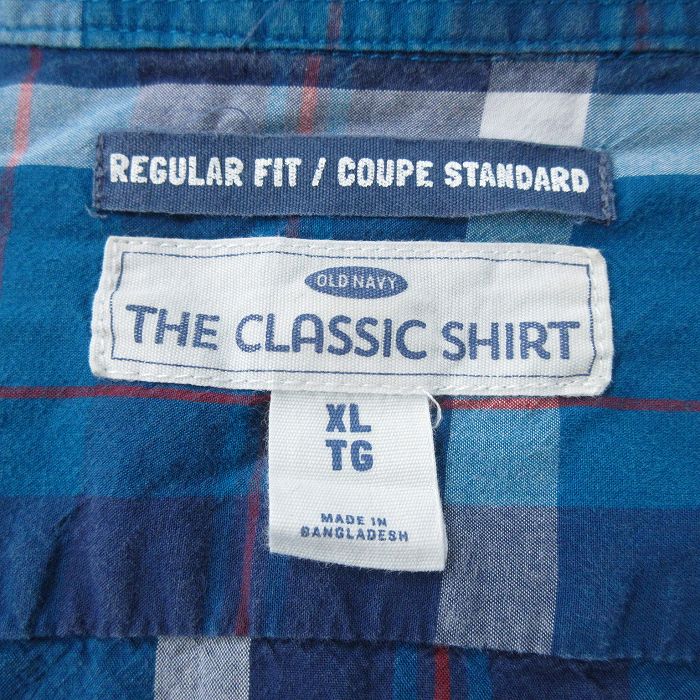 REGULAR FIT / COUPE STANDARD
OLD NAVY
THE CLASSIC SHIRT
XL
TG
MADE IN
BANGLADESH